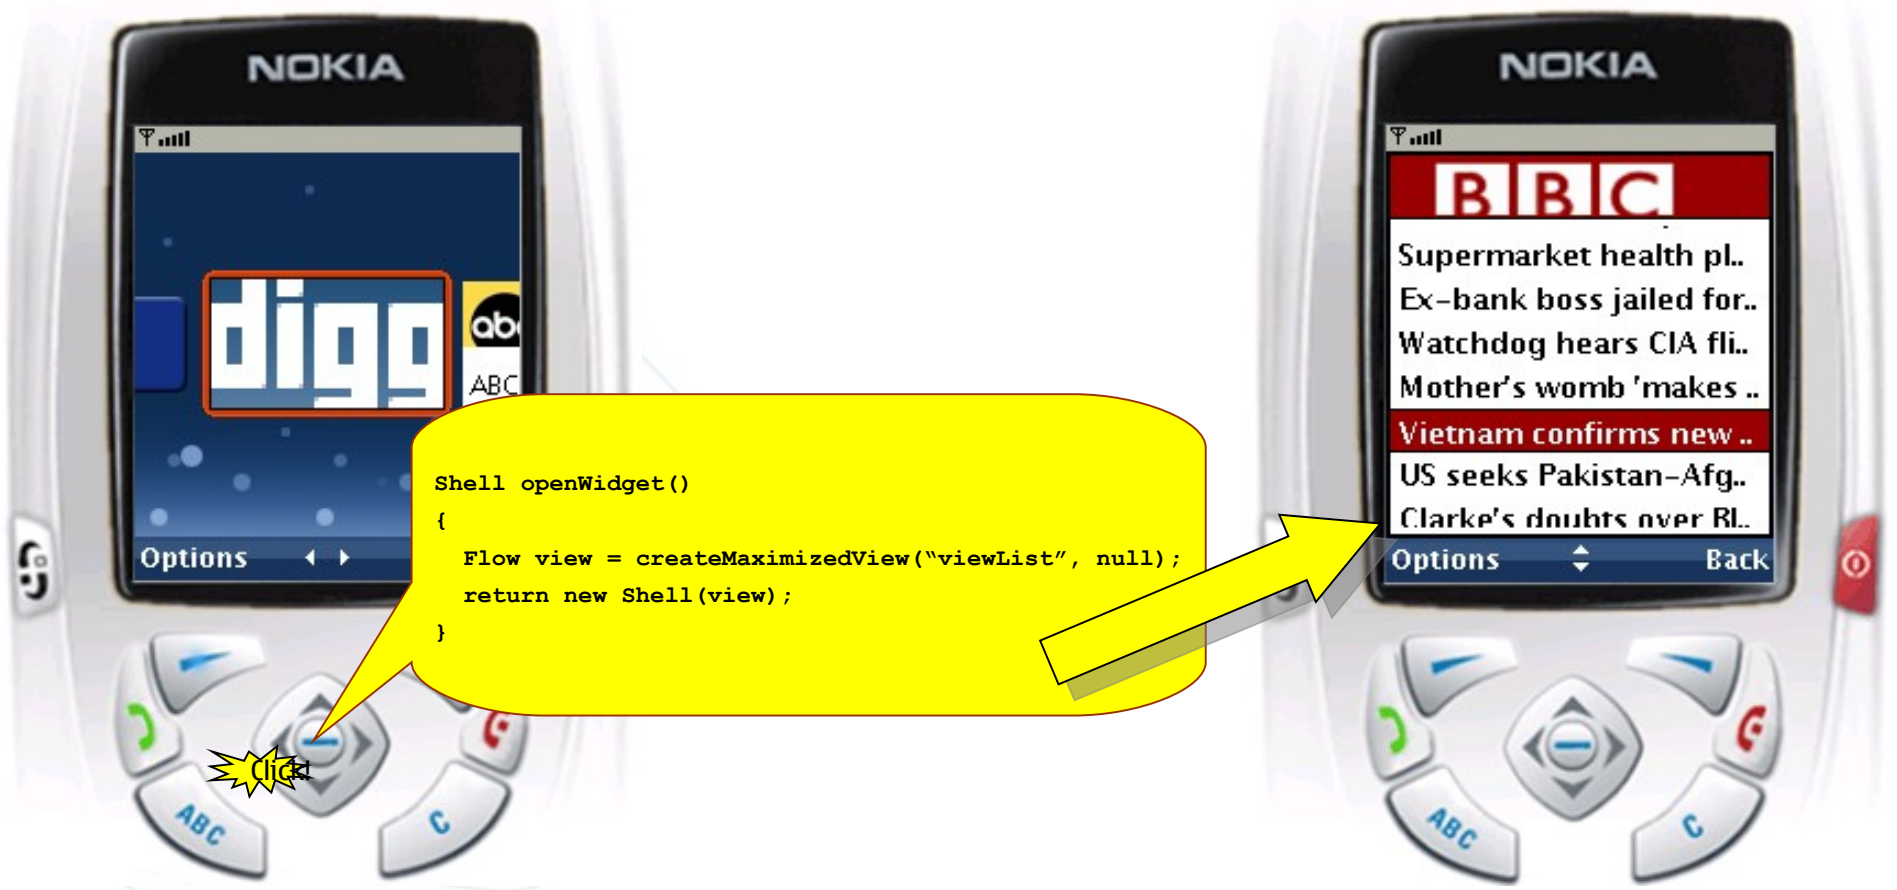 NOKIA
digg
abc
ABC
Options
Shell openWidget()
{
Flow view = createMaximizedView(“viewList”, null);
return new Shell(view);
}
Click!
ABC
C
NOKIA
BBC
Supermarket health pl..
Ex-bank boss jailed for..
Watchdog hears CIA fli..
Mother's womb 'makes ..
Vietnam confirms new ..
US seeks Pakistan-Afg..
Clarke's doubts over BI..
Options Back
ABC
C